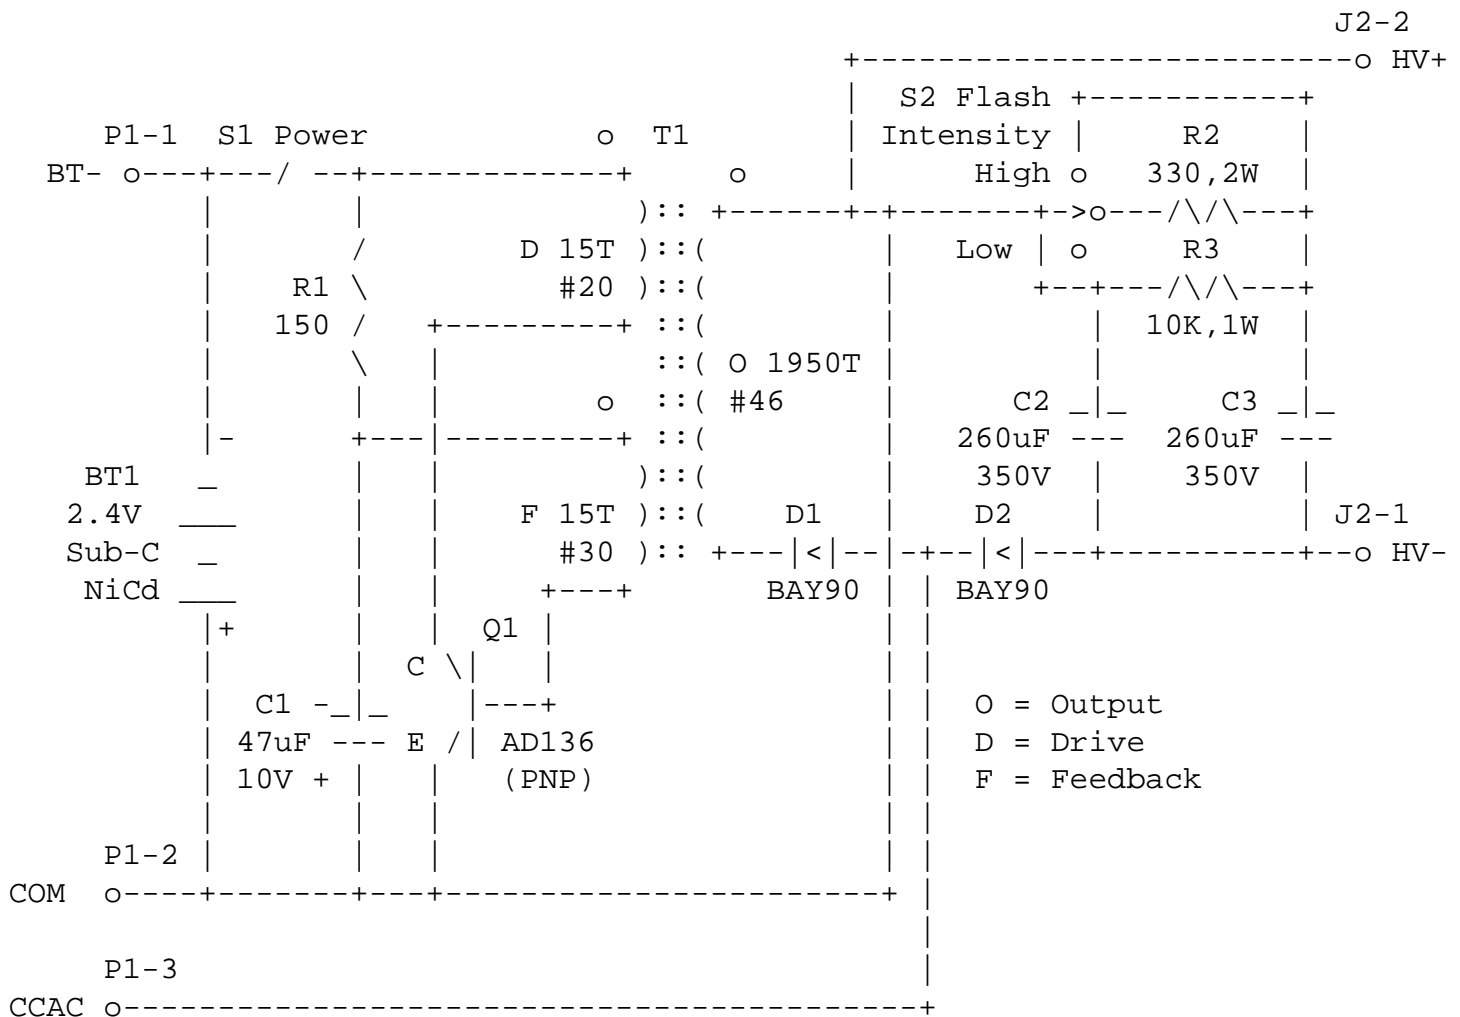 J2-2
                                             +--------------------------o HV+
                                             |  S2 Flash +-----------+
     P1-1  S1 Power            o  T1         | Intensity |     R2    |
  BT- o---+---/ --+-------------+     o      |      High o   330,2W  |
          |       |              ):: +------+-+-------+->o---/\/\---+
          |       /        D 15T )::(         |   Low | o     R3    |
          |   R1 \           #20 )::(         |       +--+---/\/\---+
          |  150 /   +---------+ ::(         |          |  10K,1W  |
          |       \   |           ::( O 1950T |          |          |
          |       |   |        o  ::( #46     |      C2 _|_     C3 _|_
          |-      +---|---------+ ::(         |   260uF ---  260uF ---
    BT1   _       |   |          )::(         |    350V  |    350V  |
   2.4V  ___      |   |    F 15T )::(    D1   |    D2    |          | J2-1
   Sub-C  _       |   |      #30 ):: +---|<|--|-+--|<|---+----------+--o HV-
    NiCd ___      |   |     +---+       BAY90 | | BAY90
          |+      |   |  Q1 |                 | |
          |       | C \|    |                 | |
          |  C1 -_|_   |---+                 | |  O = Output
          | 47uF --- E /| AD136               | |  D = Drive
          | 10V + |   |   (PNP)               | |  F = Feedback
          |       |   |                       | |
     P1-2 |       |   |                       | |
COM  o----+-------+---+-----------------------+ |
                                                |
     P1-3                                       |
CCAC o------------------------------------------+